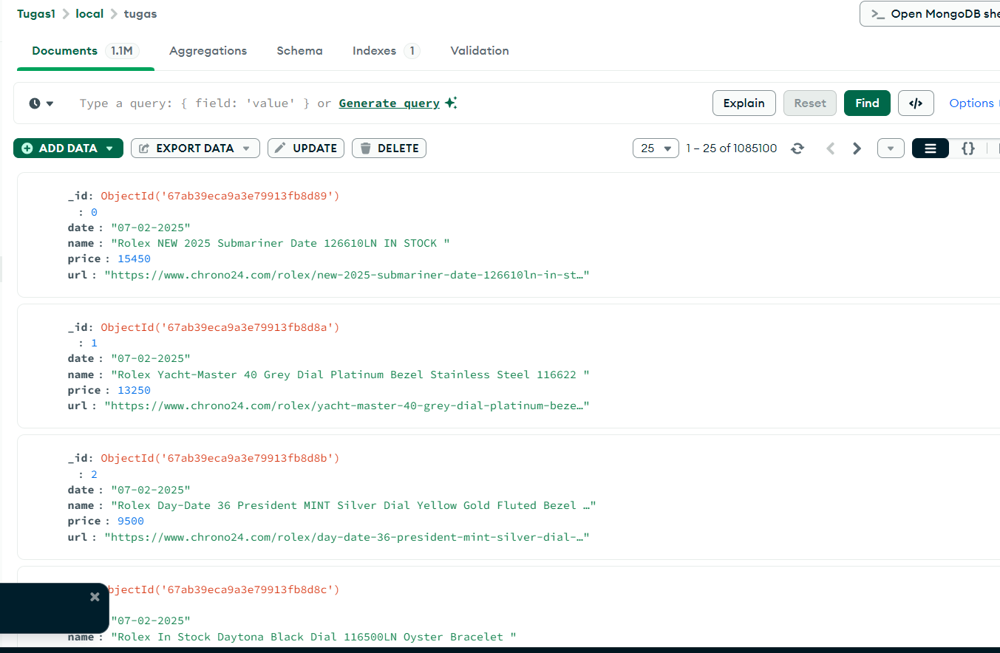 Tugas1 > local > tugas
>_ Open MongoDB she
Documents 1.1M Aggregations Schema Indexes 1 Validation
Type a query: { field: 'value' } or Generate query
Explain Reset Find </> Options
ADD DATA EXPORT DATA UPDATE DELETE
25 1 – 25 of 1085100 {}
_id: ObjectId('67ab39eca9a3e79913fb8d89')
: 0
date : "07-02-2025"
name : "Rolex NEW 2025 Submariner Date 126610LN IN STOCK "
price : 15450
url : "https://www.chrono24.com/rolex/new-2025-submariner-date-126610ln-in-st…"
_id: ObjectId('67ab39eca9a3e79913fb8d8a')
: 1
date : "07-02-2025"
name : "Rolex Yacht-Master 40 Grey Dial Platinum Bezel Stainless Steel 116622 "
price : 13250
url : "https://www.chrono24.com/rolex/yacht-master-40-grey-dial-platinum-beze…"
_id: ObjectId('67ab39eca9a3e79913fb8d8b')
: 2
date : "07-02-2025"
name : "Rolex Day-Date 36 President MINT Silver Dial Yellow Gold Fluted Bezel …"
price : 9500
url : "https://www.chrono24.com/rolex/day-date-36-president-mint-silver-dial-…"
bjectId('67ab39eca9a3e79913fb8d8c')
"07-02-2025"
name : "Rolex In Stock Daytona Black Dial 116500LN Oyster Bracelet "